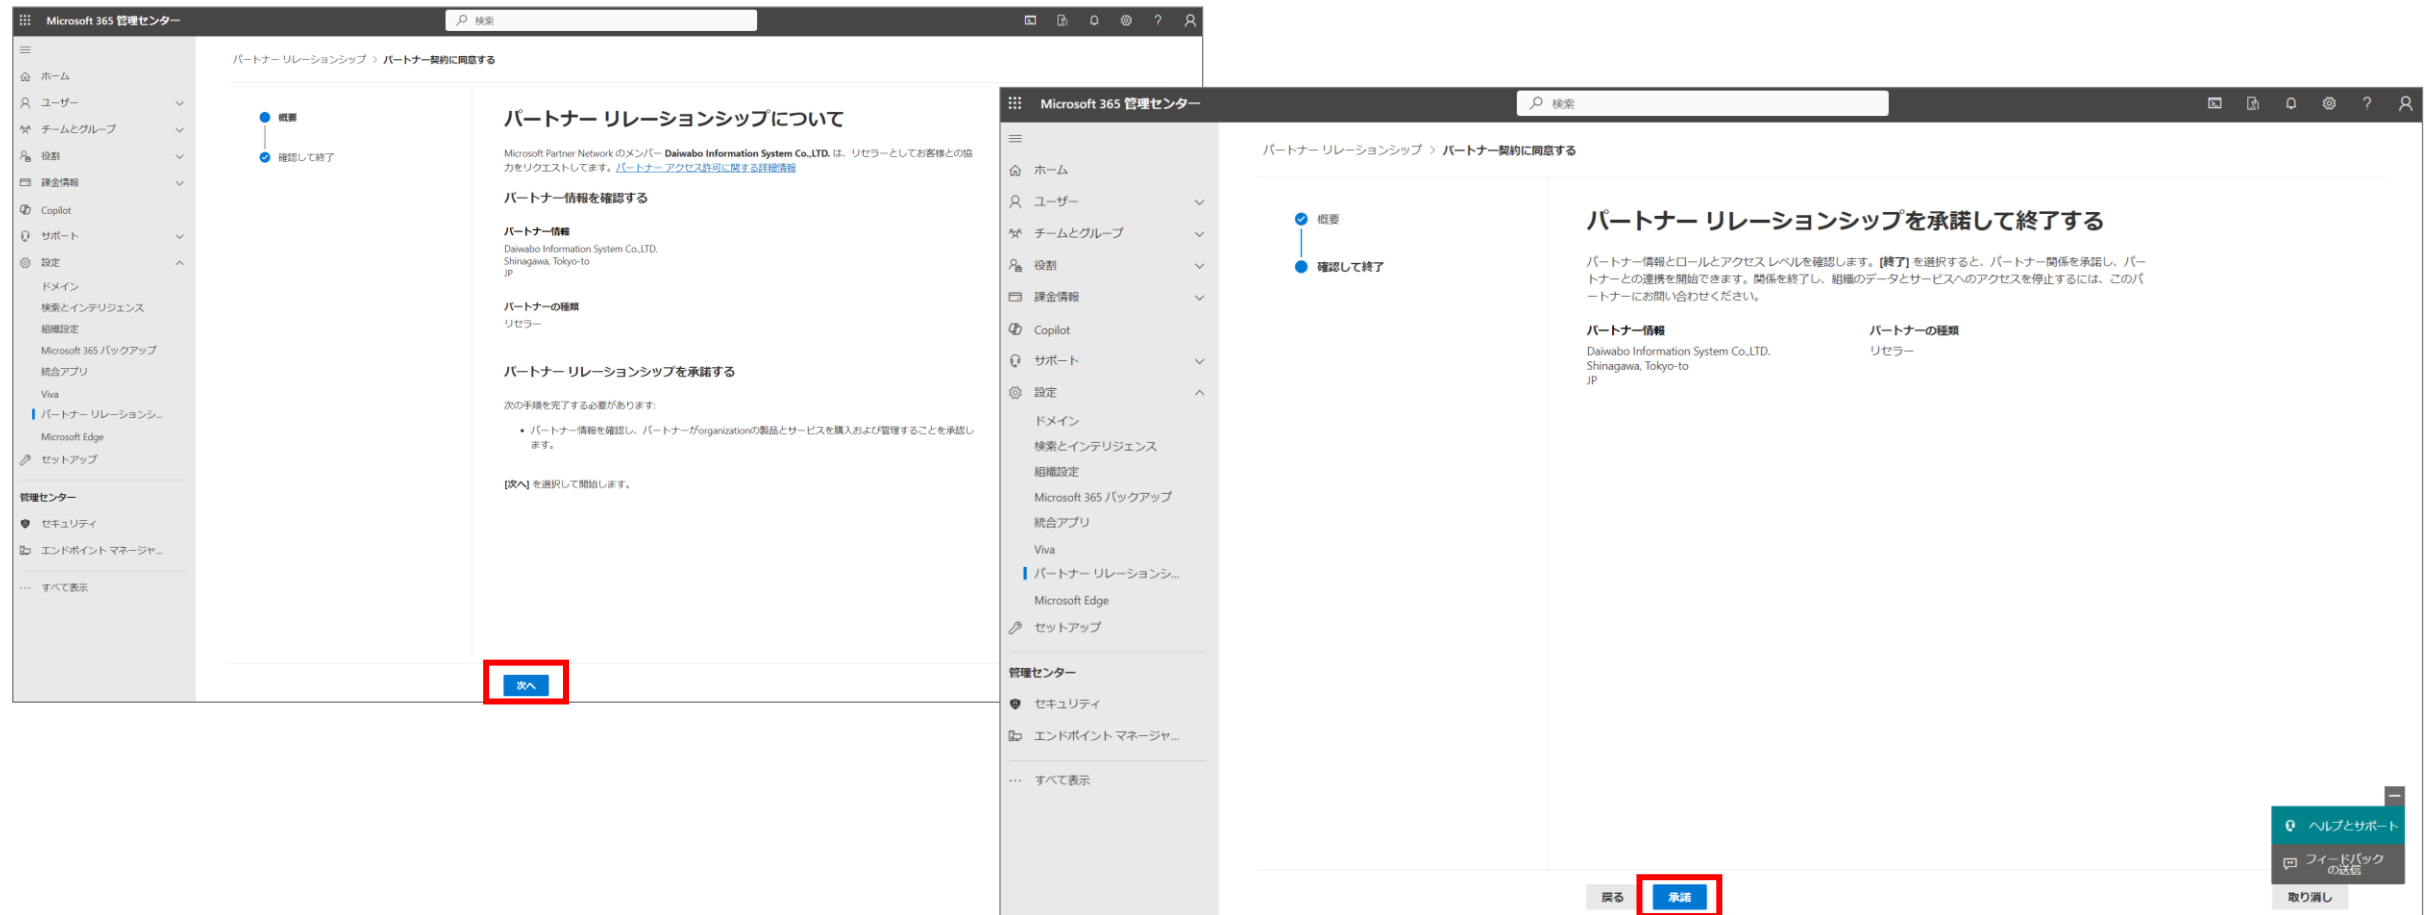 Microsoft 365 管理センター
検索
?
パートナー リレーションシップ > パートナー契約に同意する
ホーム
ユーザー
チームとグループ
役割
課金情報
Copilot
サポート
設定
ドメイン
検索とインテリジェンス
組織設定
Microsoft 365 バックアップ
統合アプリ
Viva
パートナー リレーションシ...
Microsoft Edge
セットアップ
管理センター
セキュリティ
エンドポイント マネージャ...
すべて表示
概要
確認して終了
パートナー リレーションシップについて
Microsoft Partner Network のメンバー Daiwabo Information System Co.,LTD. は、リセラーとしてお客様との協
力をリクエストしてます。パートナー アクセス許可に関する詳細情報
パートナー情報を確認する
パートナー情報
Daiwabo Information System Co.,LTD.
Shinagawa, Tokyo-to
JP
パートナーの種類
リセラー
パートナー リレーションシップを承諾する
次の手順を完了する必要があります:
• パートナー情報を確認し、パートナーがorganizationの製品とサービスを購入および管理することを承認し
ます。
[次へ] を選択して開始します。
次へ
Microsoft 365 管理センター
検索
?
パートナー リレーションシップ > パートナー契約に同意する
ホーム
ユーザー
チームとグループ
役割
課金情報
Copilot
サポート
設定
ドメイン
検索とインテリジェンス
組織設定
Microsoft 365 バックアップ
統合アプリ
Viva
パートナー リレーションシ...
Microsoft Edge
セットアップ
管理センター
セキュリティ
エンドポイント マネージャ...
すべて表示
概要
確認して終了
パートナー リレーションシップを承諾して終了する
パートナー情報とロールとアクセス レベルを確認します。[終了] を選択すると、パートナー関係を承諾し、パー
トナーとの連携を開始できます。関係を終了し、組織のデータとサービスへのアクセスを停止するには、このパ
ートナーにお問い合わせください。
パートナー情報
Daiwabo Information System Co.,LTD.
Shinagawa, Tokyo-to
JP
パートナーの種類
リセラー
ヘルプとサポート
フィードバック
の送信
戻る
承諾
取り消し